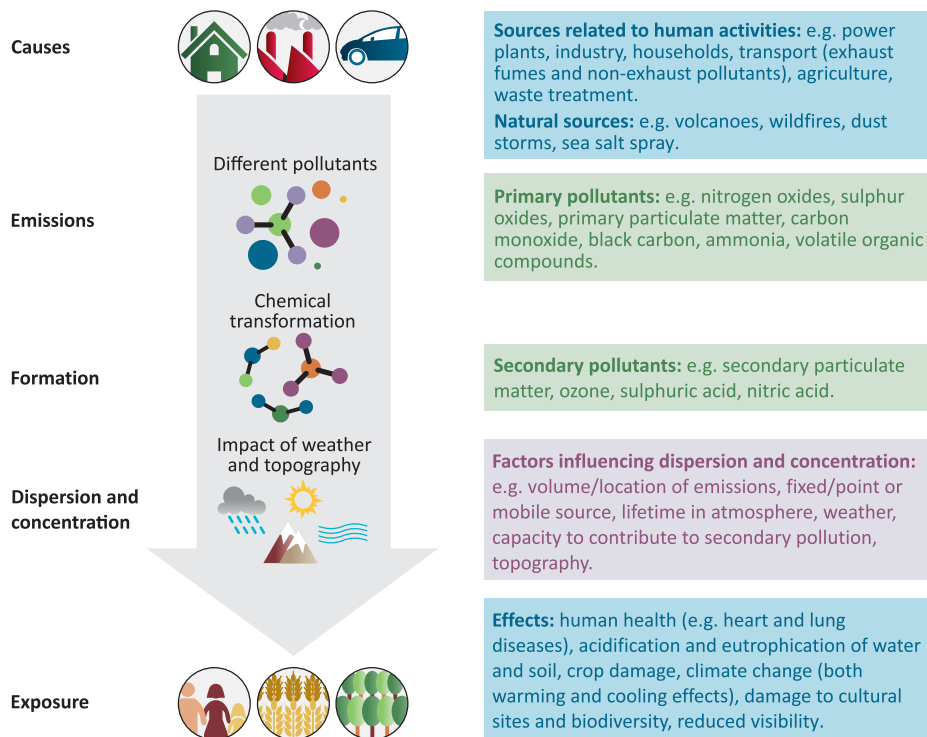 Causes
Sources related to human activities: e.g. power
plants, industry, households, transport (exhaust
fumes and non-exhaust pollutants), agriculture,
waste treatment.
Natural sources: e.g. volcanoes, wildfires, dust
storms, sea salt spray.
Different pollutants
Emissions
Primary pollutants: e.g. nitrogen oxides, sulphur
oxides, primary particulate matter, carbon
monoxide, black carbon, ammonia, volatile organic
compounds.
Chemical
transformation
Formation
Secondary pollutants: e.g. secondary particulate
matter, ozone, sulphuric acid, nitric acid.
Impact of weather
and topography
Dispersion and
concentration
Factors influencing dispersion and concentration:
e.g. volume/location of emissions, fixed/point or
mobile source, lifetime in atmosphere, weather,
capacity to contribute to secondary pollution,
topography.
Exposure
Effects: human health (e.g. heart and lung
diseases), acidification and eutrophication of water
and soil, crop damage, climate change (both
warming and cooling effects), damage to cultural
sites and biodiversity, reduced visibility.